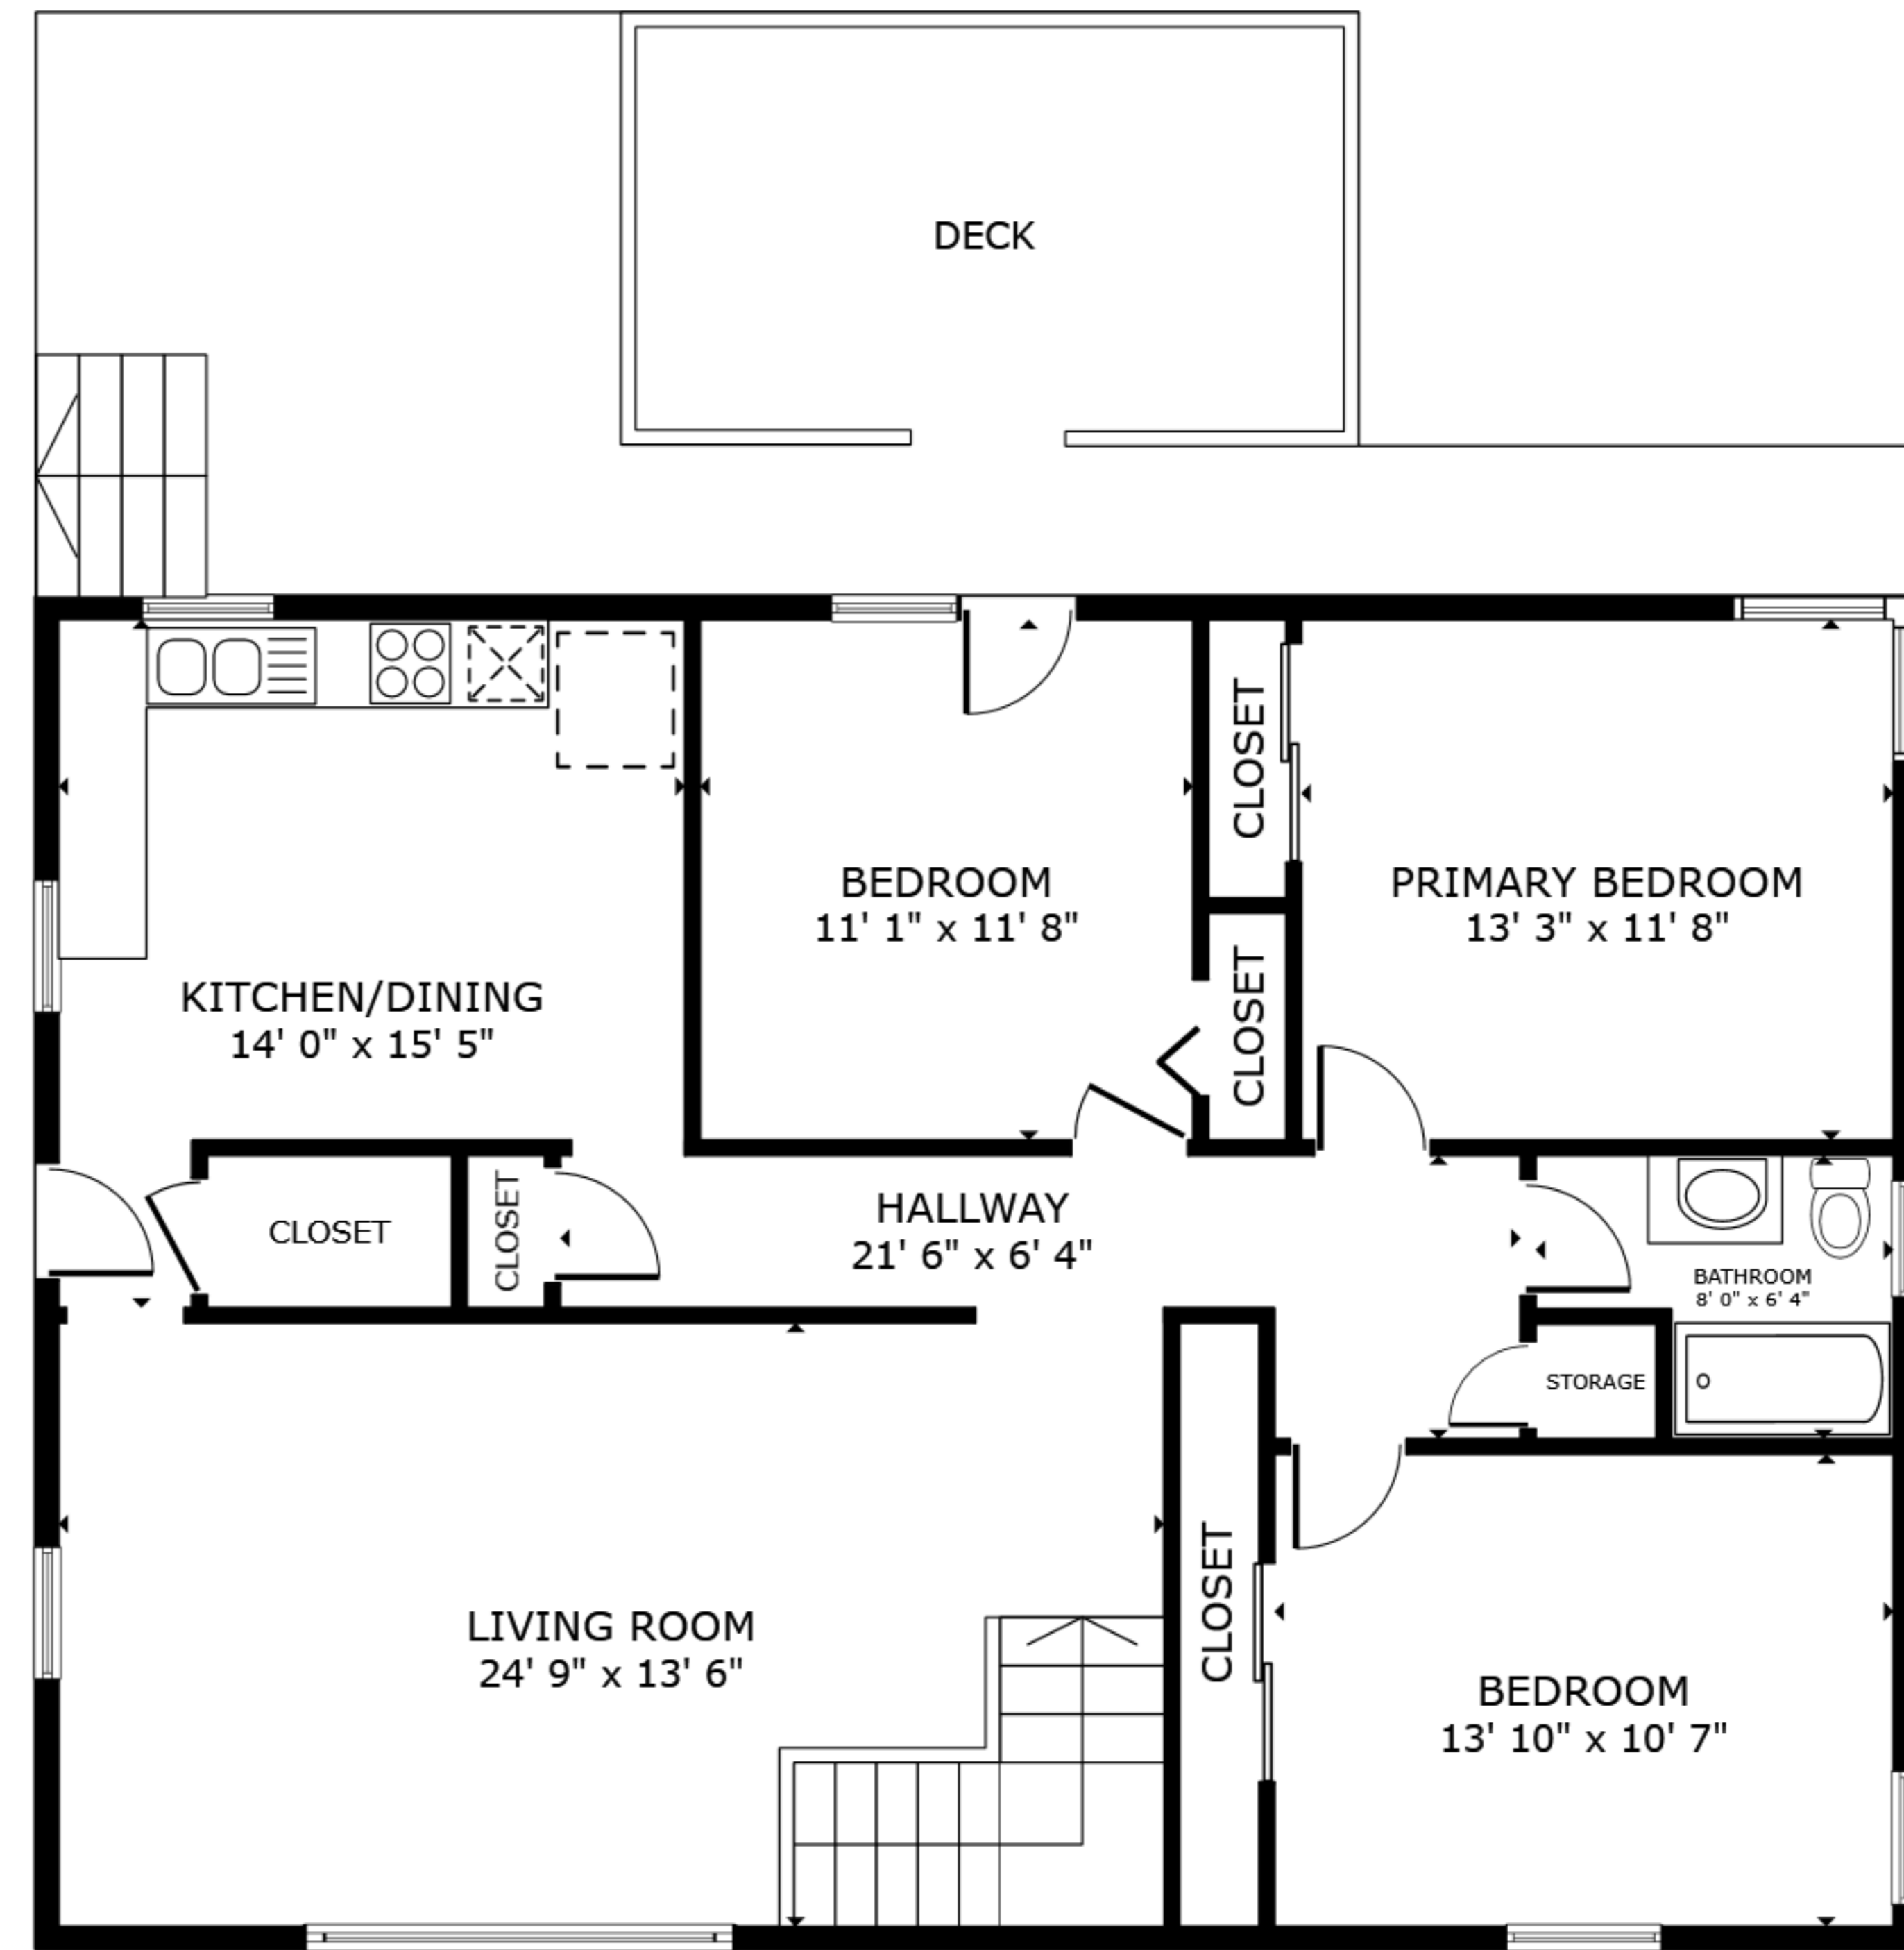 DECK
CLOSET
BEDROOM
11' 1" x 11' 8"
PRIMARY BEDROOM
13' 3" x 11' 8"
KITCHEN/DINING
14' 0" x 15' 5"
CLOSET
CLOSET
CLOSET
HALLWAY
21' 6" x 6' 4"
BATHROOM
8' 0" x 6' 4"
STORAGE
LIVING ROOM
24' 9" x 13' 6"
CLOSET
BEDROOM
13' 10" x 10' 7"